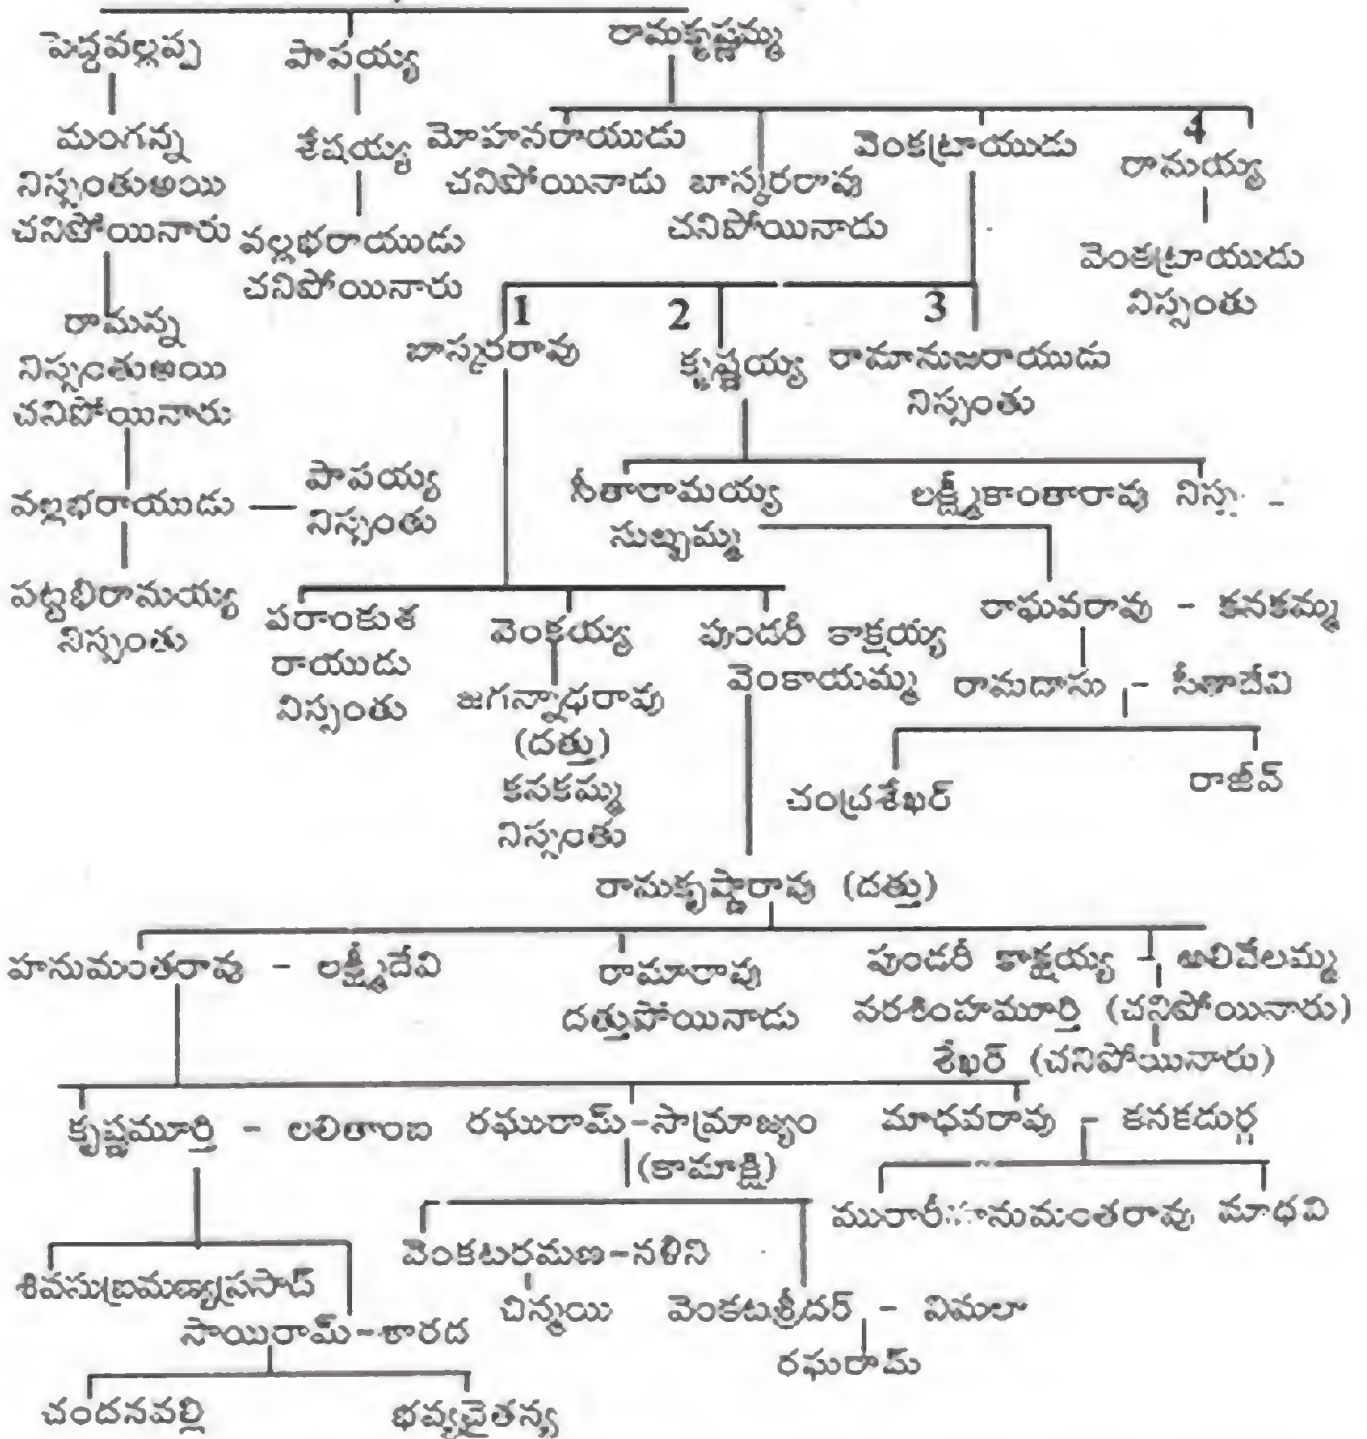 పెద్దవల్లప్ప పాపయ్య రామకృష్ణమ్మ
మంగన్న శేషయ్య మోహనరాయుడు వెంకట్రాయుడు 4
నిస్సంతుఅయి చనిపోయినాడు బాస్కరరావు రామయ్య
చనిపోయినారు వల్లభరాయుడు చనిపోయినాడు వెంకట్రాయుడు
చనిపోయినారు నిస్సంతు
రామన్న 1 2 3
నిస్సంతుఅయి బాస్కరరావు కృష్ణయ్య రామానుజరాయుడు
చనిపోయినారు నిస్సంతు
వల్లభరాయుడు పాపయ్య సీతారామయ్య లక్ష్మీకాంతారావు
నిస్సంతు సుబ్బమ్మ
పట్టభిరామయ్య పరాంకుశ వెంకయ్య పుండరీ కాక్షయ్య రాఘవరావు - కనకమ్మ
నిస్సంతు రాయుడు జగన్నాధరావు వెంకాయమ్మ రామదాసు - సీతాదేవి
నిస్సంతు (దత్తు)
కనకమ్మ చంద్రశేఖర్ రాజీవ్
నిస్సంతు
రామకృష్ణారావు (దత్తు)
హనుమంతరావు - లక్ష్మీదేవి రామారావు పుండరీ కాక్షయ్య - అలివేలమ్మ
దత్తుపోయినాడు నరశింహమూర్తి (చనిపోయినారు)
శేఖర్ (చనిపోయినారు)
కృష్ణమూర్తి - లలితాంబ రఘురామ్-సామ్రాజ్యం మాధవరావు - కనకదుర్గ
(కామాక్షి)
మురారీ హనుమంతరావు మాధవి
వెంకటరమణ-నళిని
శివసుబ్రమణ్యప్రసాద్ చిన్మయి వెంకటశ్రీదర్ - విమలా
సాయిరామ్-శారద
రఘరామ్
చందనవల్లి భవ్యచైతన్య